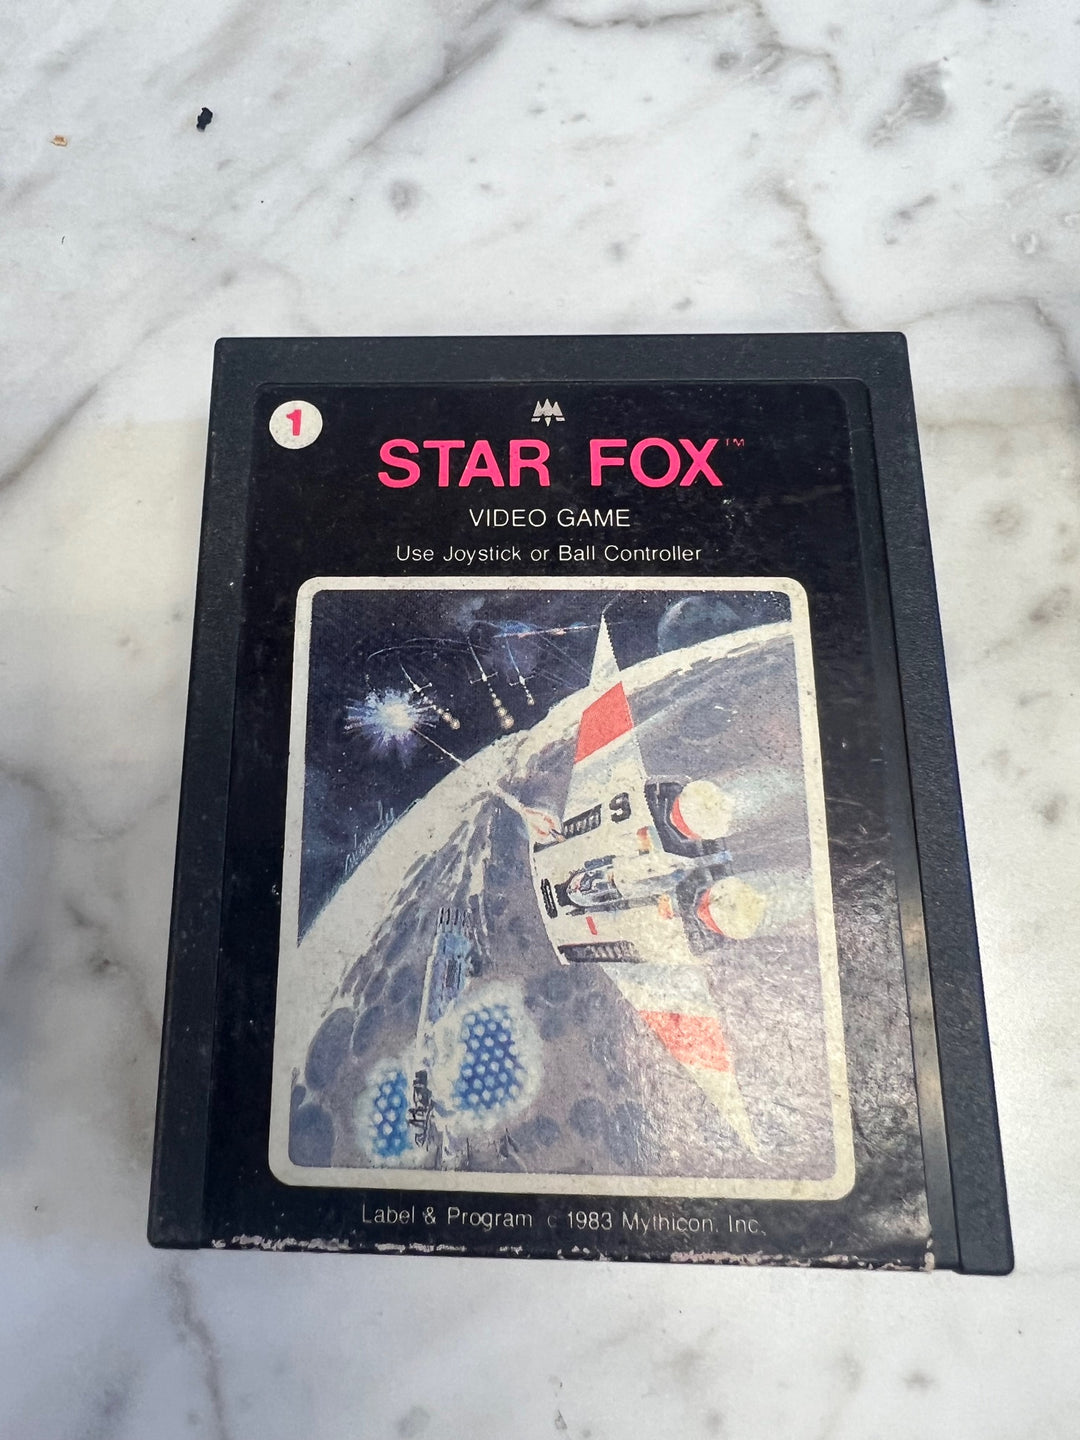 1
STAR FOX™
VIDEO GAME
Use Joystick or Ball Controller
S
Label & Program c 1983 Mythicon, Inc.